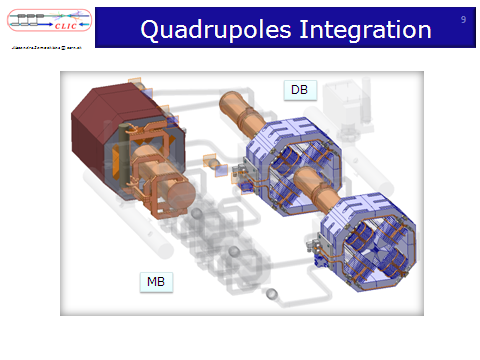 Quadrupoles Integration
9
CLIC
DB
MB